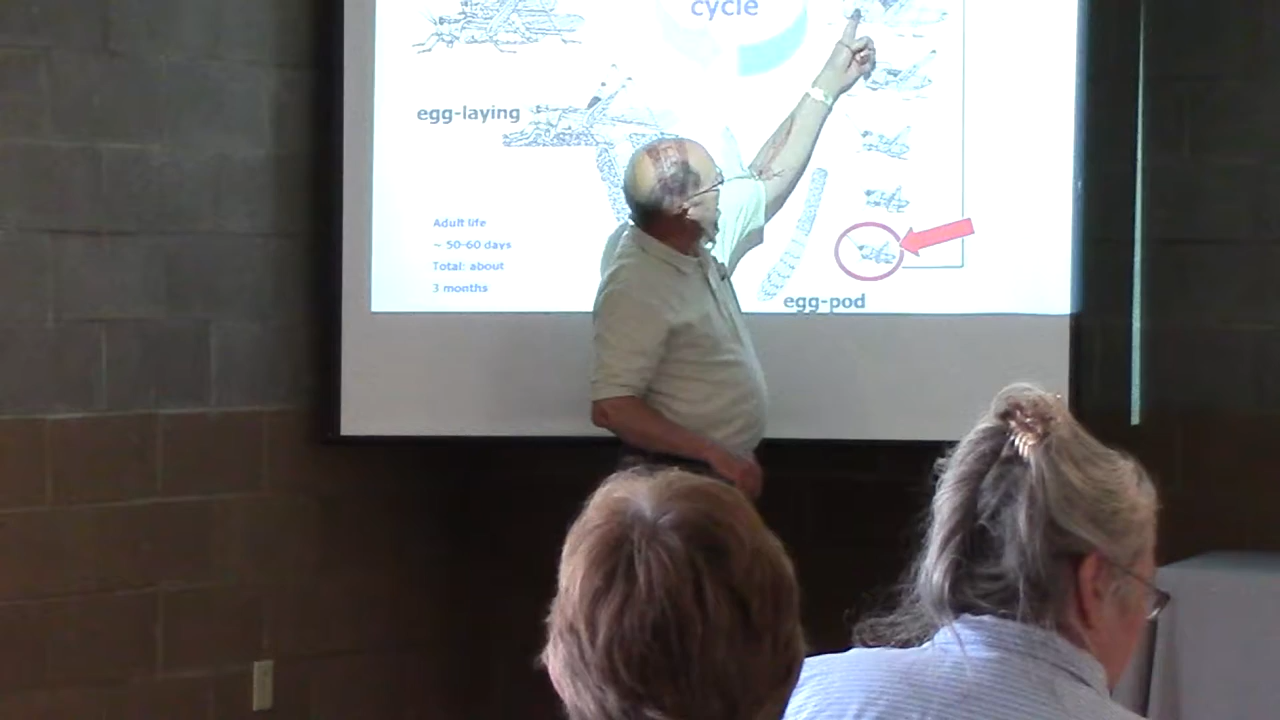 cycle
egg-laying
Adult life
~ 50-60 days
Total: about
3 months
egg-pod